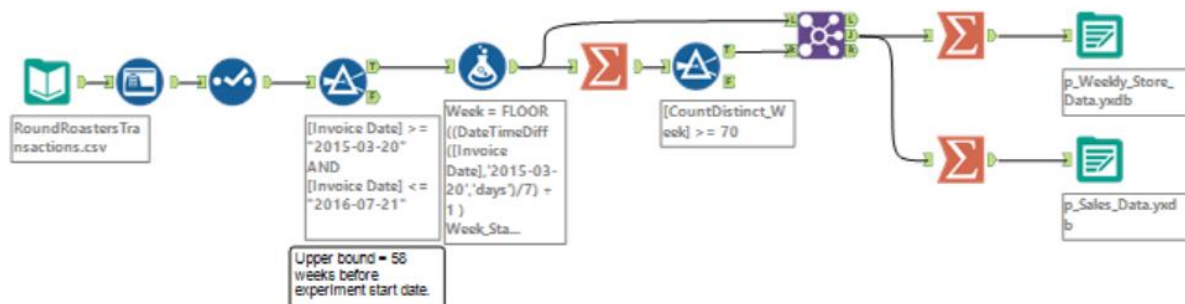 RoundRoastersTra
nsactions.csv
[Invoice Date] >=
"2015-03-20"
AND
[Invoice Date] <=
"2016-07-21"
Upper bound = 58
weeks before
experiment start date.
Week = FLOOR
((DateTimeDiff
([Invoice
Date],'2015-03-
20','days')/7) +
1 )
Week_Sta...
[CountDistinct_W
eek] >= 70
T
F
T
F
L
R
L
J
R
p_Weekly_Store_
Data.yxdb
p_Sales_Data.yxd
b